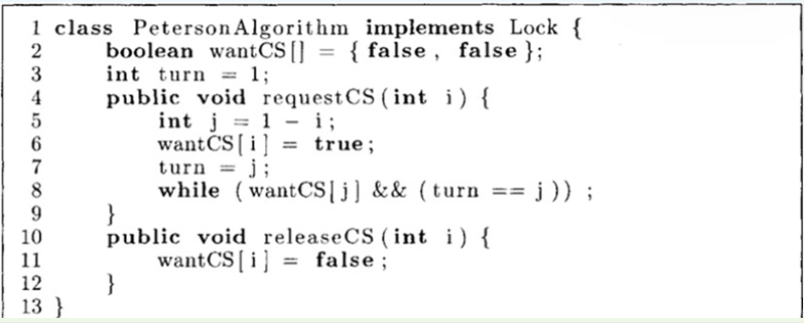 1 class PetersonAlgorithm implements Lock {
2 boolean wantCS[] = { false , false };
3 int turn = 1;
4 public void requestCS(int i) {
5 int j = 1 - i;
6 wantCS[i] = true;
7 turn = j;
8 while (wantCS[j] && (turn == j)) ;
9 }
10 public void releaseCS(int i) {
11 wantCS[i] = false;
12 }
13 }